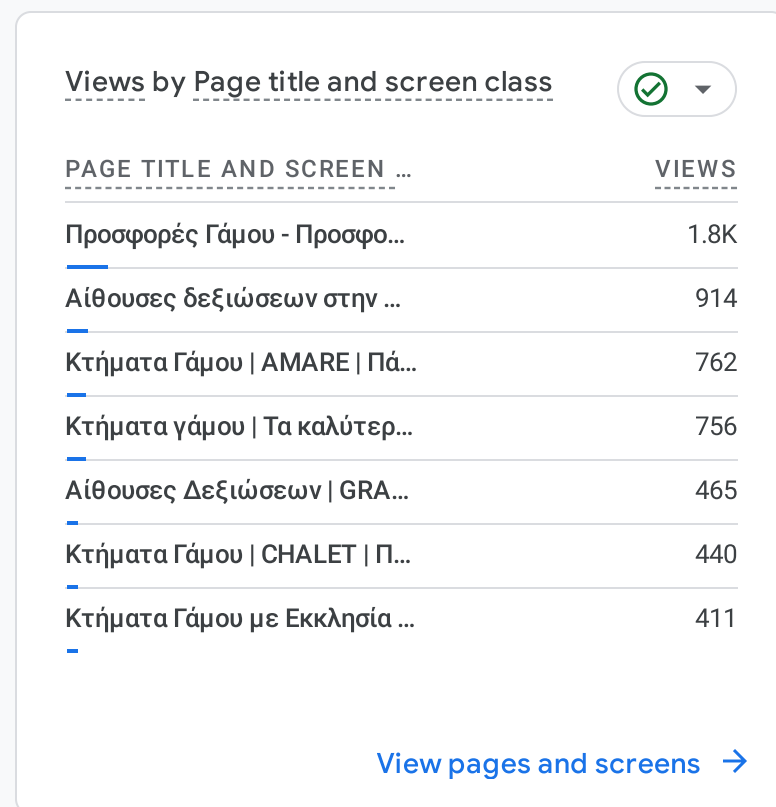 Views by Page title and screen class
PAGE TITLE AND SCREEN … VIEWS
Προσφορές Γάμου - Προσφο… 1.8K
Αίθουσες δεξιώσεων στην … 914
Κτήματα Γάμου | AMARE | Πά… 762
Κτήματα γάμου | Τα καλύτερ… 756
Αίθουσες Δεξιώσεων | GRA… 465
Κτήματα Γάμου | CHALET | Π… 440
Κτήματα Γάμου με Εκκλησία … 411
View pages and screens